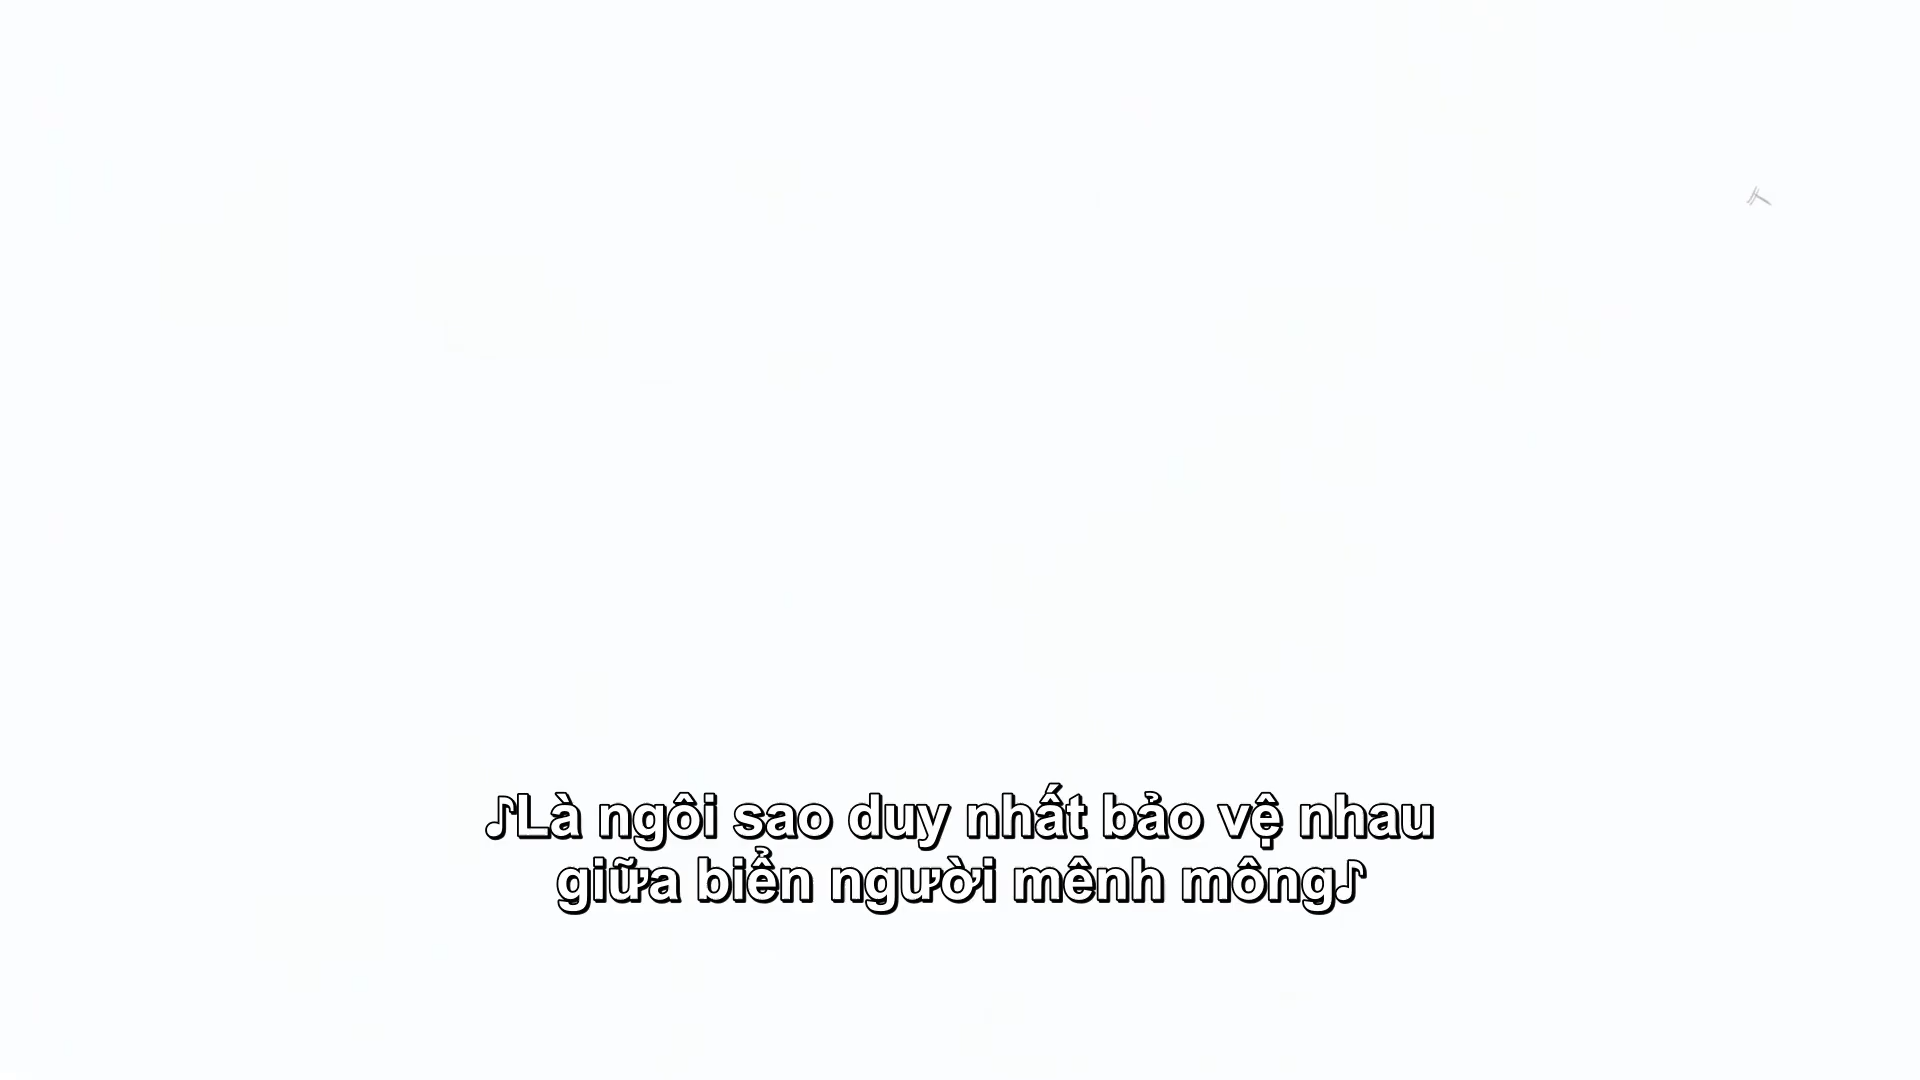 ♪Là ngôi sao duy nhất bảo vệ nhau
giữa biển người mênh mông♪